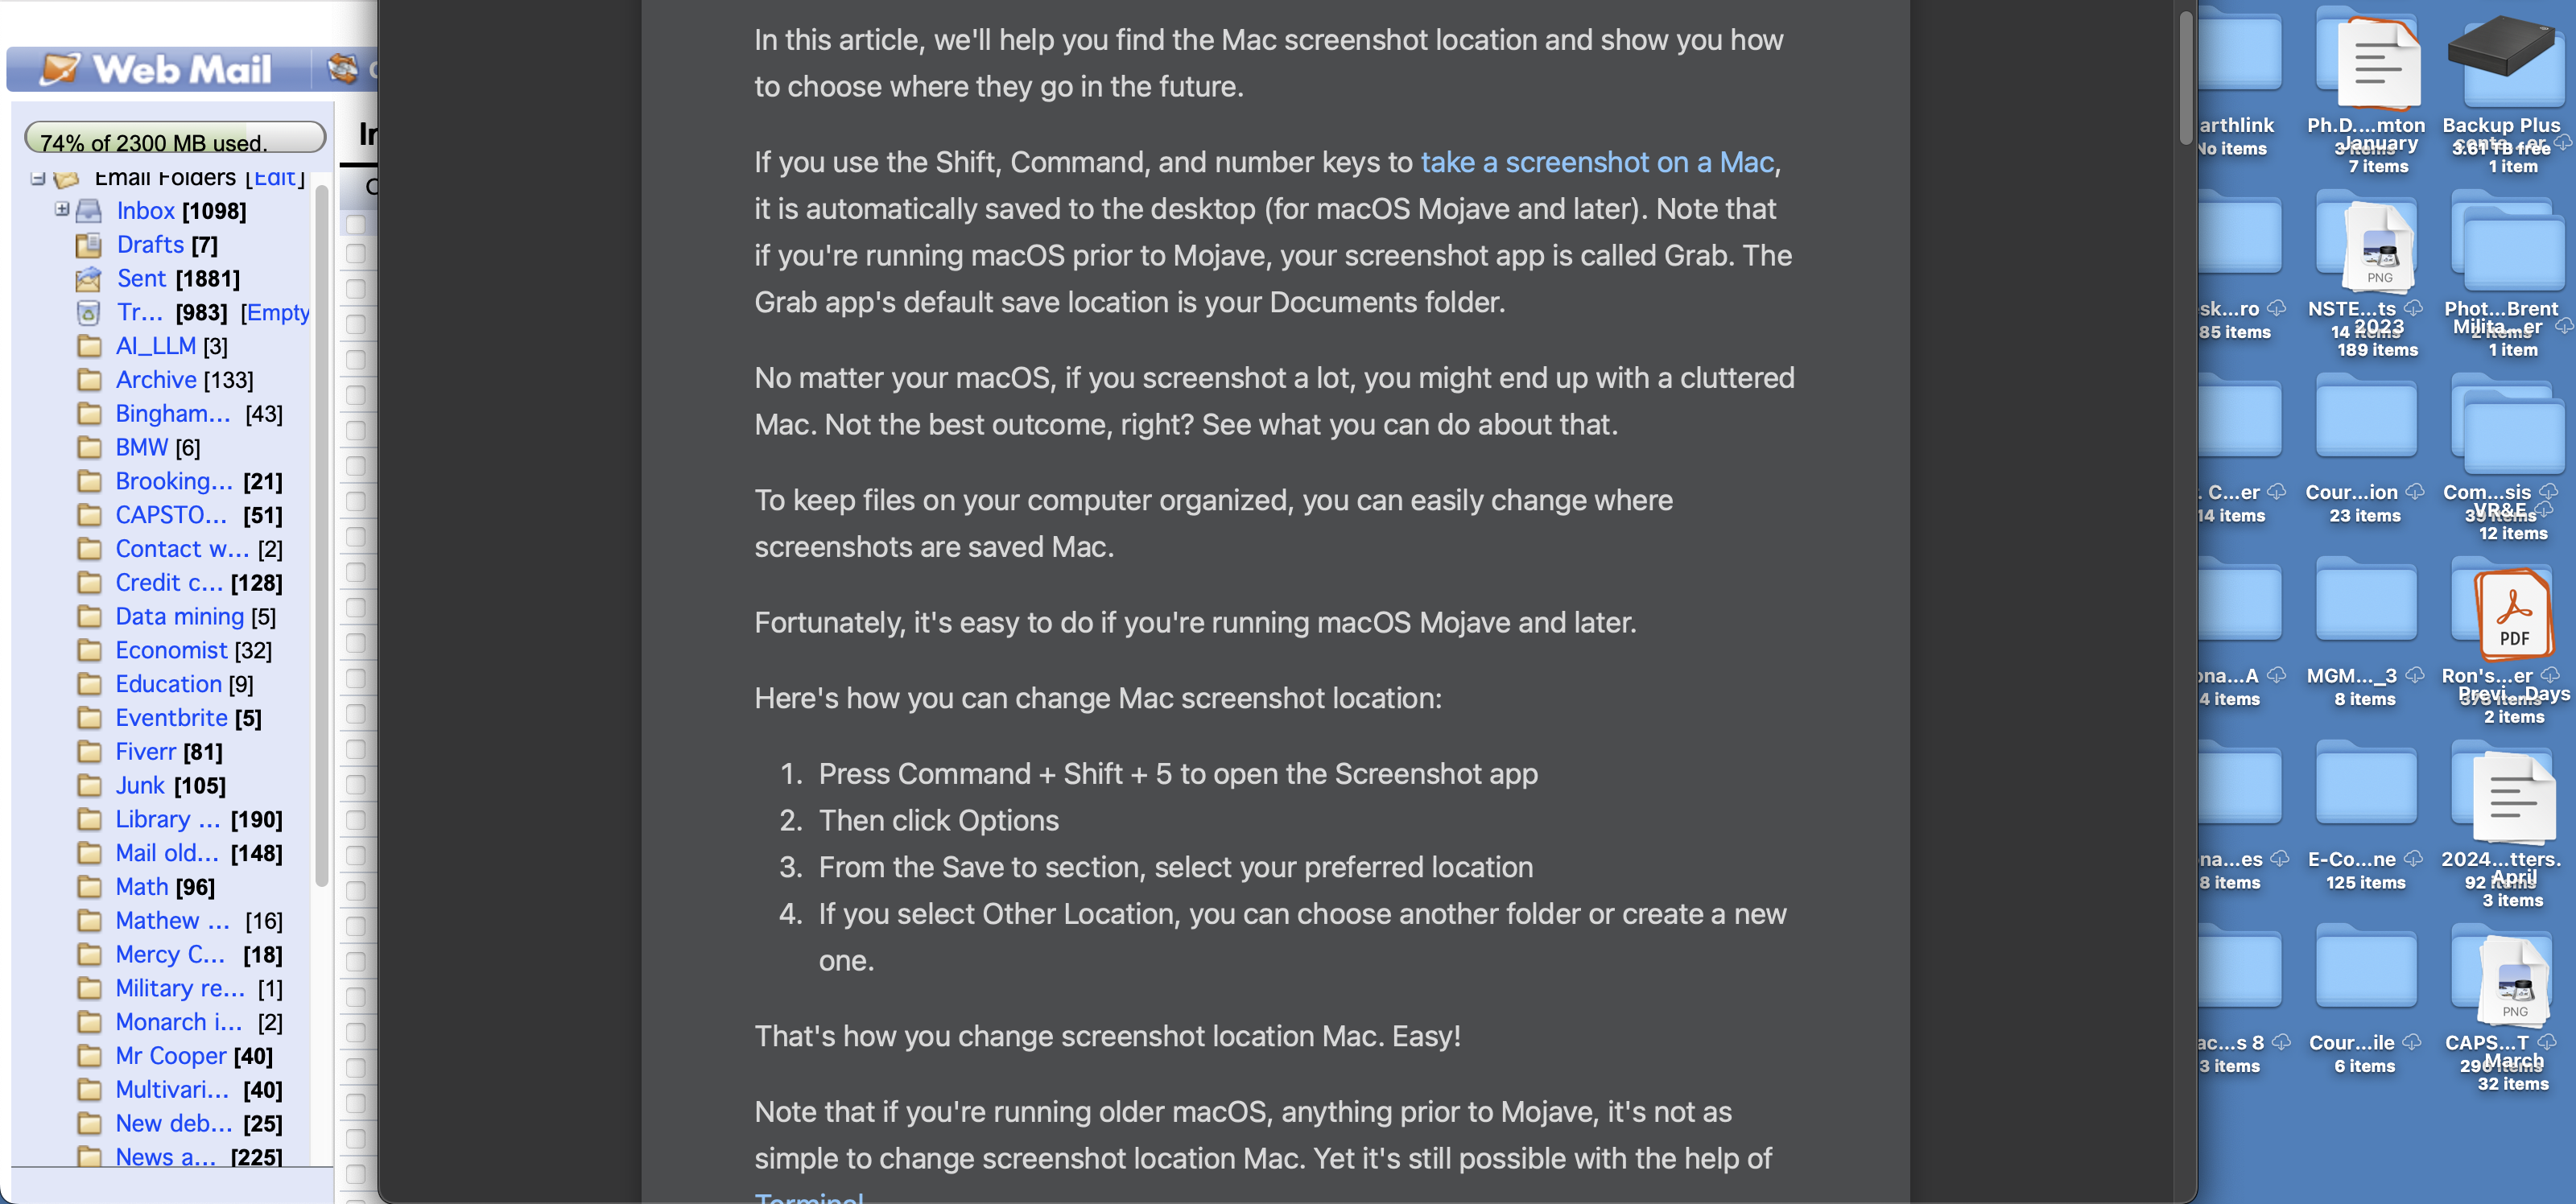 Web Mail
74% of 2300 MB used.
Email Folders [Edit]
Inbox [1098]
Drafts [7]
Sent [1881]
Tr... [983] [Empty
AI_LLM [3]
Archive [133]
Bingham... [43]
BMW [6]
Brooking... [21]
CAPSTO... [51]
Contact w... [2]
Credit c... [128]
Data mining [5]
Economist [32]
Education [9]
Eventbrite [5]
Fiverr [81]
Junk [105]
Library ... [190]
Mail old... [148]
Math [96]
Mathew ... [16]
Mercy C... [18]
Military re... [1]
Monarch i... [2]
Mr Cooper [40]
Multivari... [40]
New deb... [25]
News a... [225]
In this article, we'll help you find the Mac screenshot location and show you how
to choose where they go in the future.
If you use the Shift, Command, and number keys to take a screenshot on a Mac,
it is automatically saved to the desktop (for macOS Mojave and later). Note that
if you're running macOS prior to Mojave, your screenshot app is called Grab. The
Grab app's default save location is your Documents folder.
No matter your macOS, if you screenshot a lot, you might end up with a cluttered
Mac. Not the best outcome, right? See what you can do about that.
To keep files on your computer organized, you can easily change where
screenshots are saved Mac.
Fortunately, it's easy to do if you're running macOS Mojave and later.
Here's how you can change Mac screenshot location:
1. Press Command + Shift + 5 to open the Screenshot app
2. Then click Options
3. From the Save to section, select your preferred location
4. If you select Other Location, you can choose another folder or create a new
one.
That's how you change screenshot location Mac. Easy!
Note that if you're running older macOS, anything prior to Mojave, it's not as
simple to change screenshot location Mac. Yet it's still possible with the help of
Terminal
arthlink
No items
Ph.D....mton
January
7 items
Backup Plus
3.61 TB free
1 item
sk...ro
85 items
NSTE...ts
2023
189 items
PNG
Phot...Brent
Milita...er
1 item
. C...er
14 items
Cour...ion
23 items
Com...sis
VR&E
12 items
ona...A
4 items
MGM..._3
8 items
PDF
Ron's...er
Previ...Days
2 items
na...es
8 items
E-Co...ne
125 items
2024...tters.
April
3 items
ac...s 8
3 items
Cour...ile
6 items
PNG
CAPS...T
March
32 items